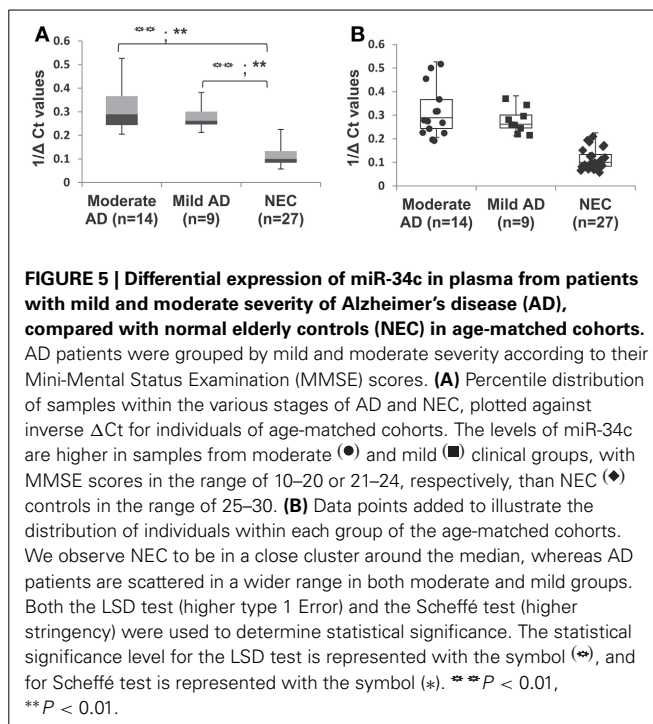 A
B
✵✵ ; **
✵✵ ; **
0.6
0.5
0.4
0.3
0.2
0.1
0
1/Δ Ct values
0.6
0.5
0.4
0.3
0.2
0.1
0
1/Δ Ct values
Moderate Mild AD NEC
AD (n=14) (n=9) (n=27)
Moderate Mild AD NEC
AD (n=14) (n=9) (n=27)
FIGURE 5 | Differential expression of miR-34c in plasma from patients
with mild and moderate severity of Alzheimer’s disease (AD),
compared with normal elderly controls (NEC) in age-matched cohorts.
AD patients were grouped by mild and moderate severity according to their
Mini-Mental Status Examination (MMSE) scores. (A) Percentile distribution
of samples within the various stages of AD and NEC, plotted against
inverse ΔCt for individuals of age-matched cohorts. The levels of miR-34c
are higher in samples from moderate (●) and mild (■) clinical groups, with
MMSE scores in the range of 10–20 or 21–24, respectively, than NEC (◆)
controls in the range of 25–30. (B) Data points added to illustrate the
distribution of individuals within each group of the age-matched cohorts.
We observe NEC to be in a close cluster around the median, whereas AD
patients are scattered in a wider range in both moderate and mild groups.
Both the LSD test (higher type 1 Error) and the Scheffé test (higher
stringency) were used to determine statistical significance. The statistical
significance level for the LSD test is represented with the symbol (✵), and
for Scheffé test is represented with the symbol (*). ✵✵P < 0.01,
**P < 0.01.